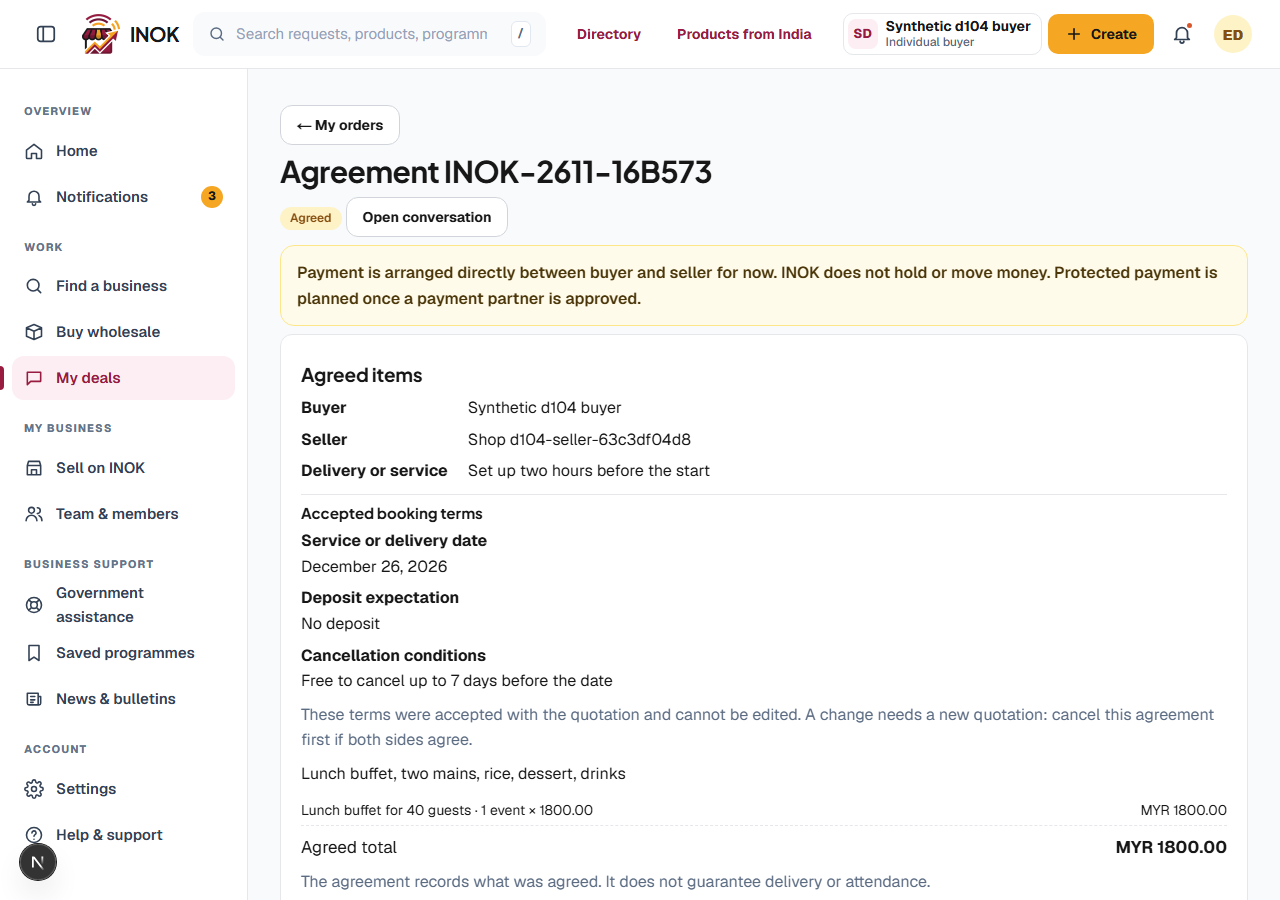 INOK
Search requests, products, programn
/
Directory
Products from India
SD
Synthetic d104 buyer
Individual buyer
+ Create
ED
OVERVIEW
Home
Notifications
3
WORK
Find a business
Buy wholesale
My deals
MY BUSINESS
Sell on INOK
Team & members
BUSINESS SUPPORT
Government
assistance
Saved programmes
News & bulletins
ACCOUNT
Settings
Help & support
N
← My orders
Agreement INOK-2611-16B573
Agreed
Open conversation
Payment is arranged directly between buyer and seller for now. INOK does not hold or move money. Protected payment is
planned once a payment partner is approved.
Agreed items
Buyer Synthetic d104 buyer
Seller Shop d104-seller-63c3df04d8
Delivery or service Set up two hours before the start
Accepted booking terms
Service or delivery date
December 26, 2026
Deposit expectation
No deposit
Cancellation conditions
Free to cancel up to 7 days before the date
These terms were accepted with the quotation and cannot be edited. A change needs a new quotation: cancel this agreement
first if both sides agree.
Lunch buffet, two mains, rice, dessert, drinks
Lunch buffet for 40 guests · 1 event × 1800.00 MYR 1800.00
Agreed total MYR 1800.00
The agreement records what was agreed. It does not guarantee delivery or attendance.